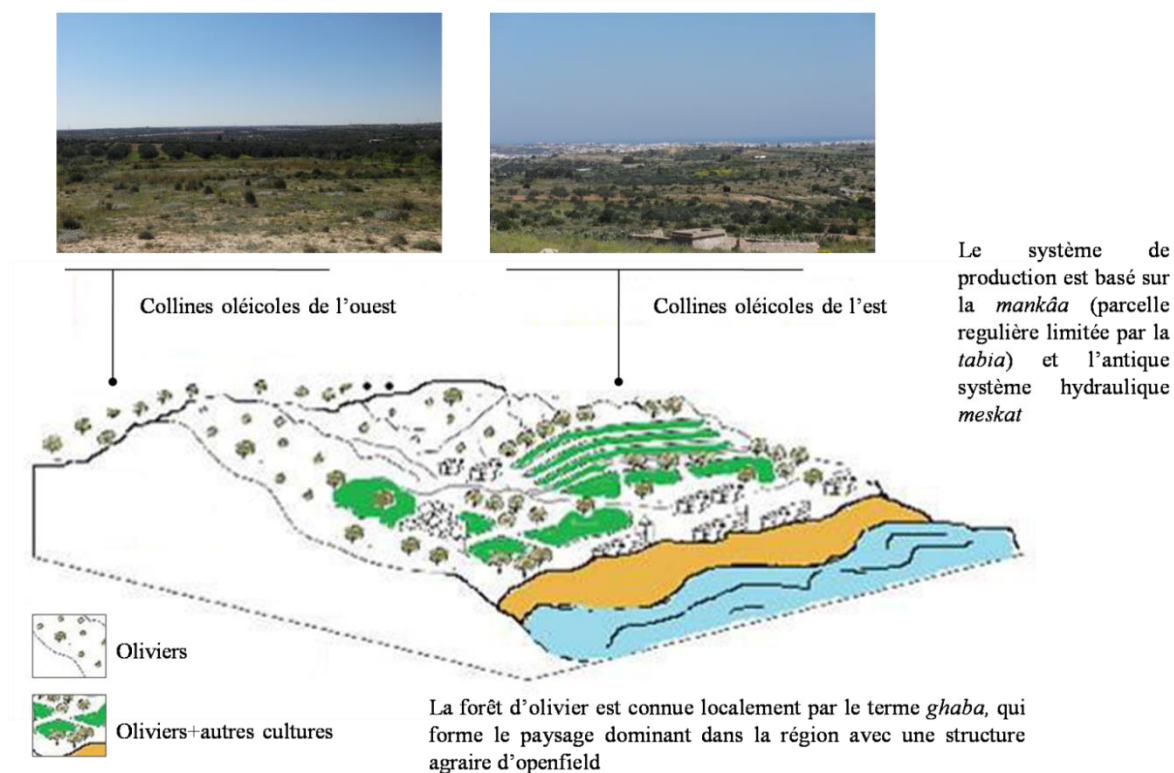 Collines oléicoles de l'ouest
Collines oléicoles de l'est
Le système de
production est basé sur
la mankâa (parcelle
regulière limitée par la
tabia) et l'antique
système hydraulique
meskat
Oliviers
Oliviers+autres cultures
La forêt d'olivier est connue localement par le terme ghaba, qui
forme le paysage dominant dans la région avec une structure
agraire d'openfield